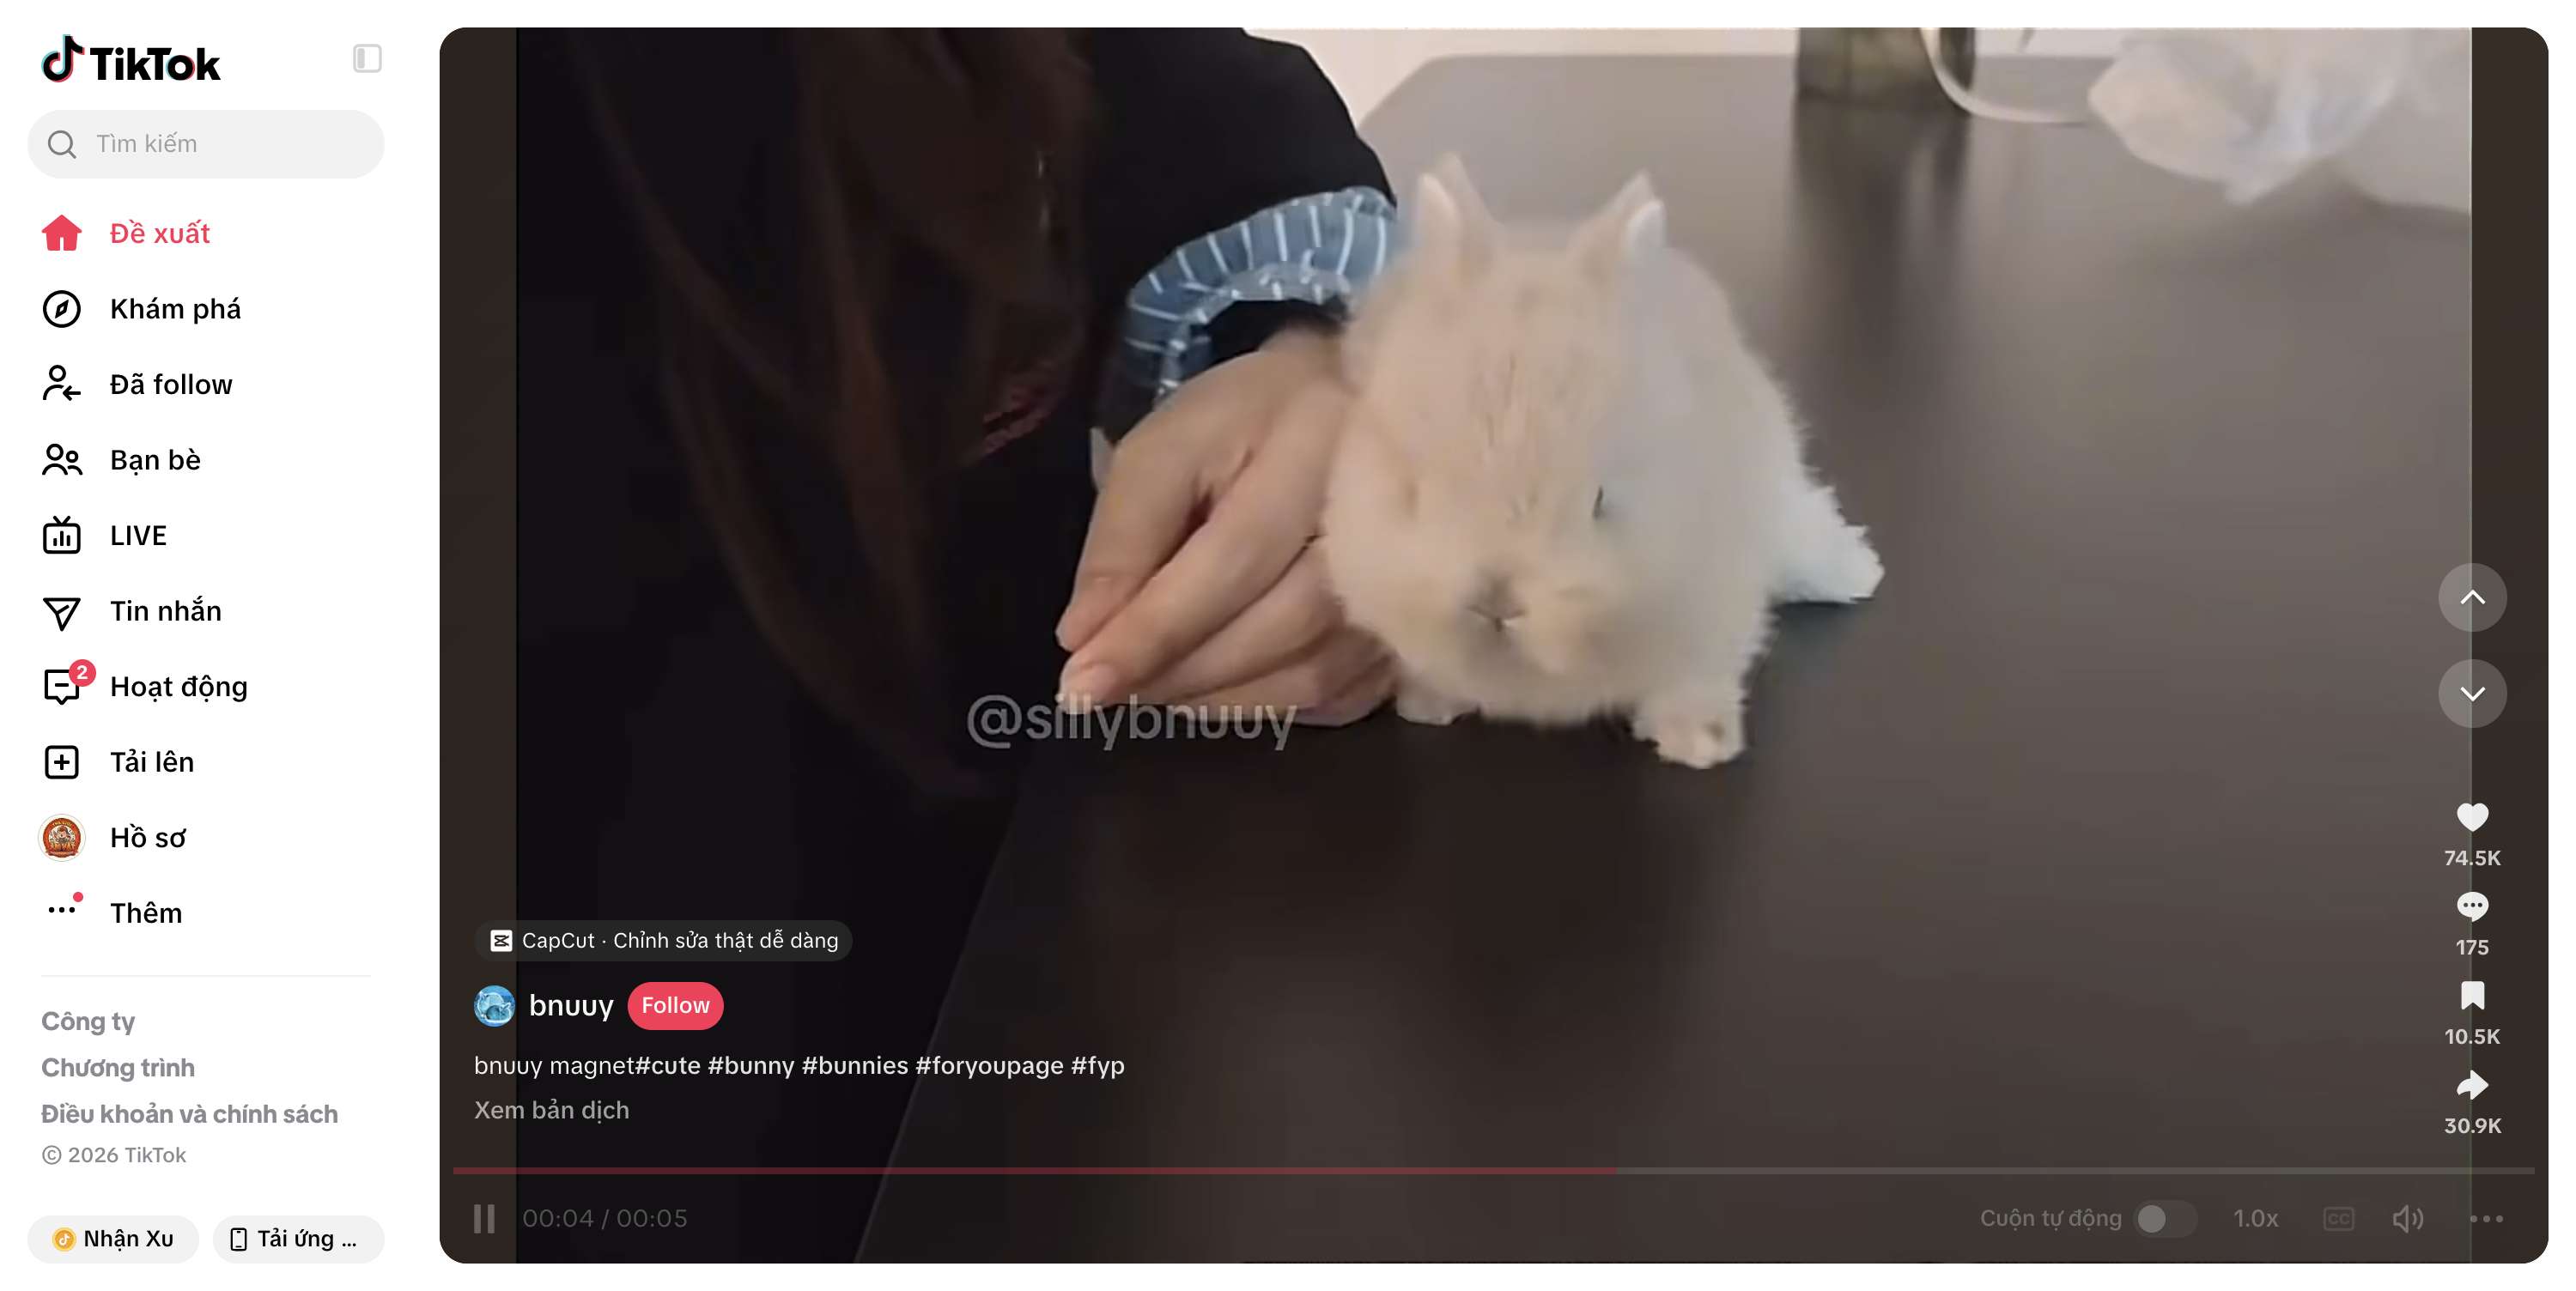 TikTok
Tìm kiếm
Đề xuất
Khám phá
Đã follow
Bạn bè
LIVE
Tin nhắn
2
Hoạt động
Tải lên
Hồ sơ
Thêm
Công ty
Chương trình
Điều khoản và chính sách
© 2026 TikTok
Nhận Xu
Tải ứng ...
@sillybnuuy
CapCut · Chỉnh sửa thật dễ dàng
bnuuy Follow
bnuuy magnet#cute #bunny #bunnies #foryoupage #fyp
Xem bản dịch
74.5K
175
10.5K
30.9K
00:04 / 00:05
Cuộn tự động
1.0x
CC